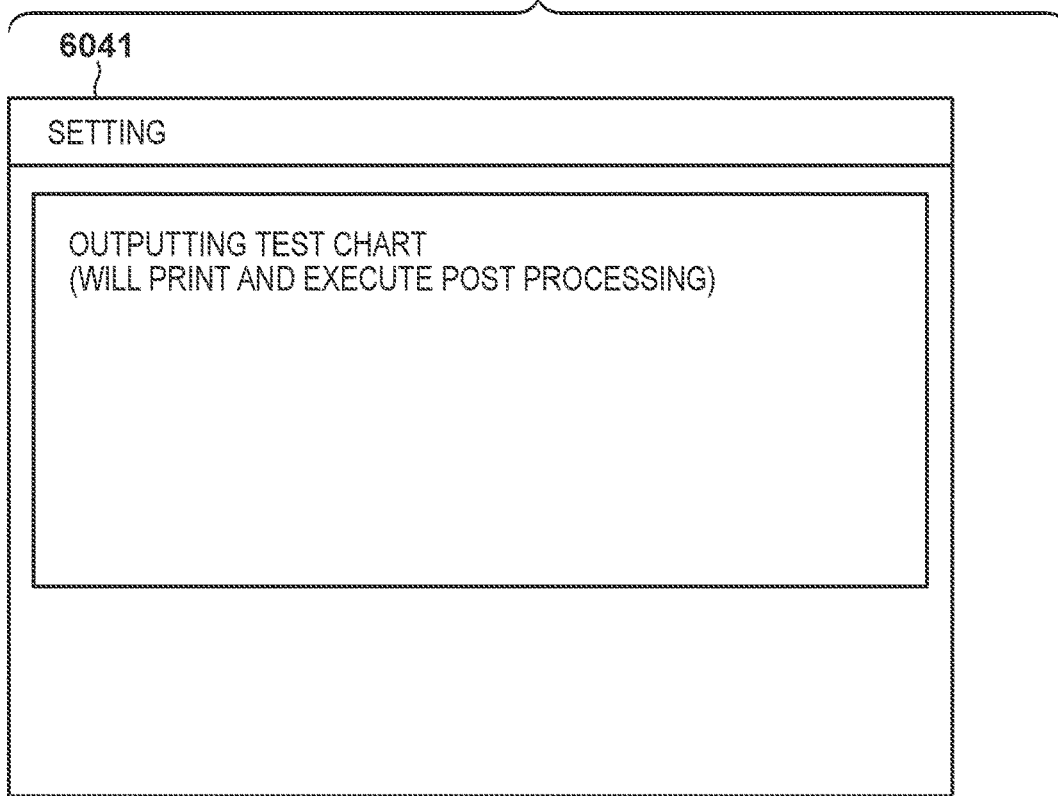 6041
SETTING
OUTPUTTING TEST CHART
(WILL PRINT AND EXECUTE POST PROCESSING)